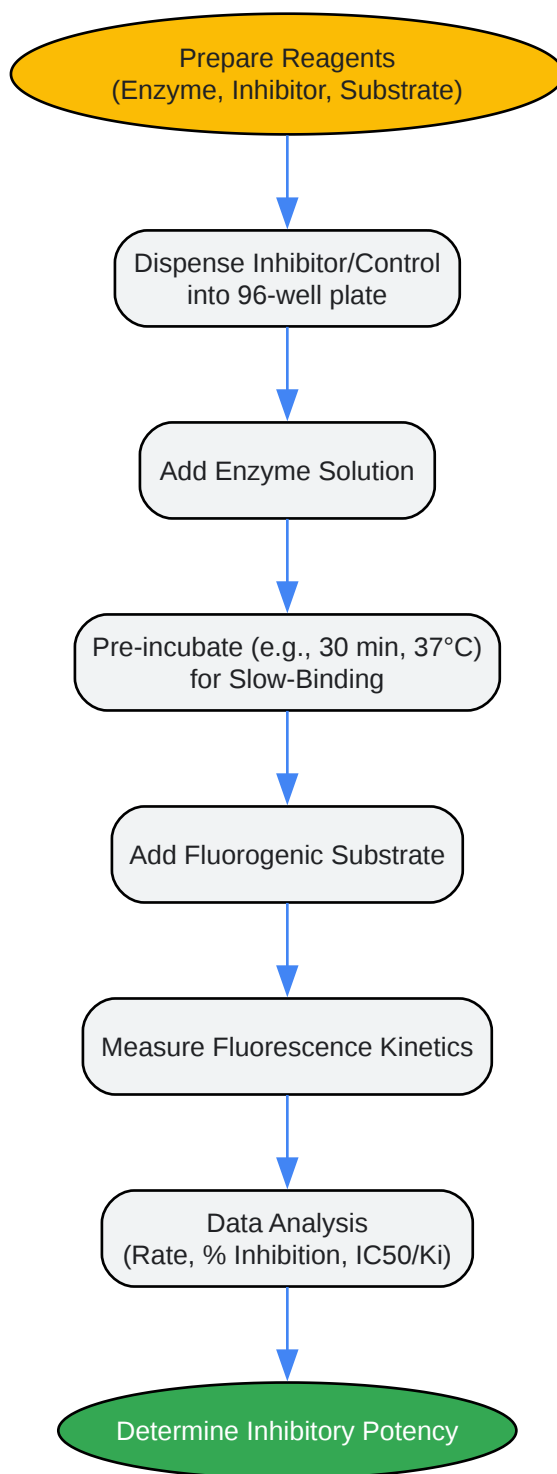 Prepare Reagents
(Enzyme, Inhibitor, Substrate)
Dispense Inhibitor/Control
into 96-well plate
Add Enzyme Solution
Pre-incubate (e.g., 30 min, 37°C)
for Slow-Binding
Add Fluorogenic Substrate
Measure Fluorescence Kinetics
Data Analysis
(Rate, % Inhibition, IC50/Ki)
Determine Inhibitory Potency